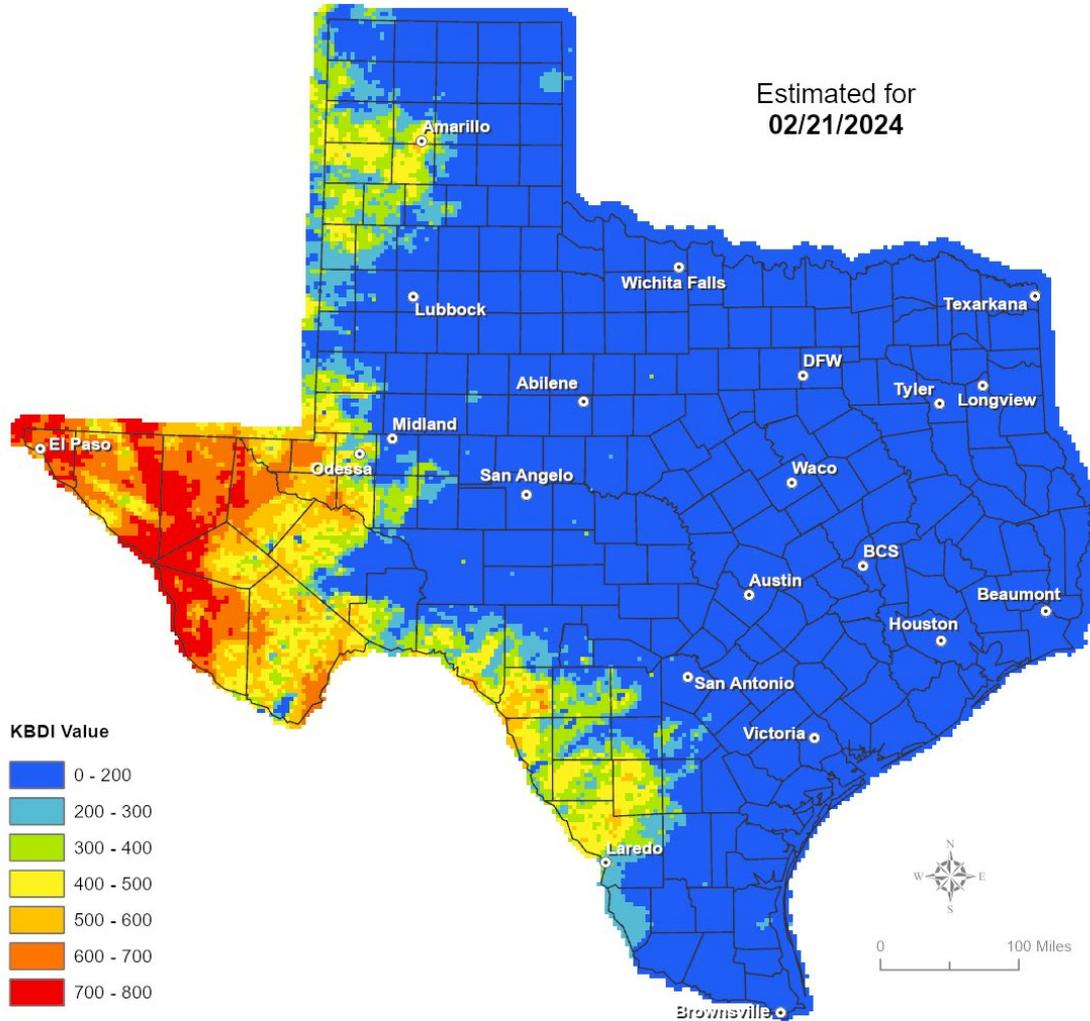 Estimated for
02/21/2024
Amarillo
Wichita Falls
Lubbock
Texarkana
DFW
Abilene
Tyler
Longview
Midland
El Paso
Odessa
San Angelo
Waco
BCS
Austin
Beaumont
Houston
San Antonio
Victoria
Laredo
Brownsville
KBDI Value
0 - 200
200 - 300
300 - 400
400 - 500
500 - 600
600 - 700
700 - 800
N
W E
S
0 100 Miles